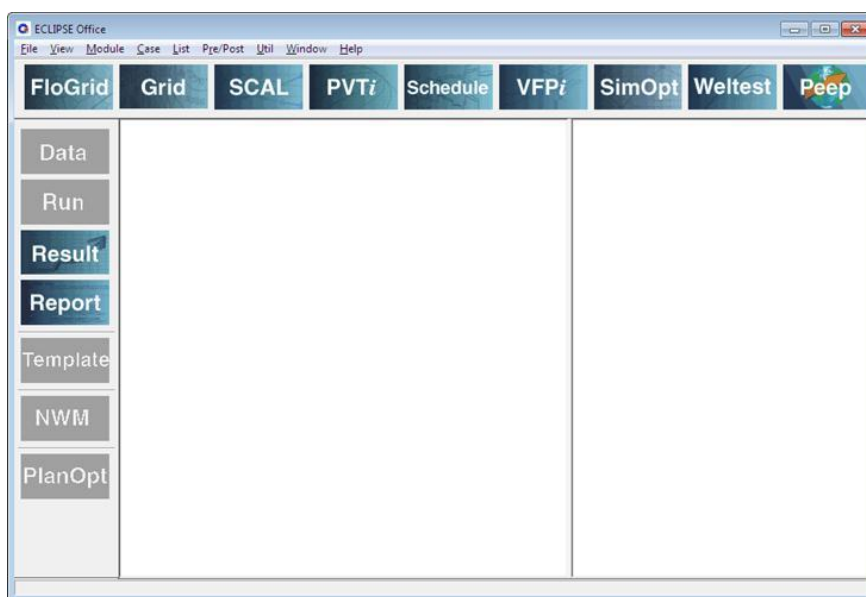 ECLIPSE Office
File View Module Case List Pre/Post Util Window Help
FloGrid Grid SCAL PVTi Schedule VFPi SimOpt Weltest Peep
Data
Run
Result
Report
Template
NWM
PlanOpt